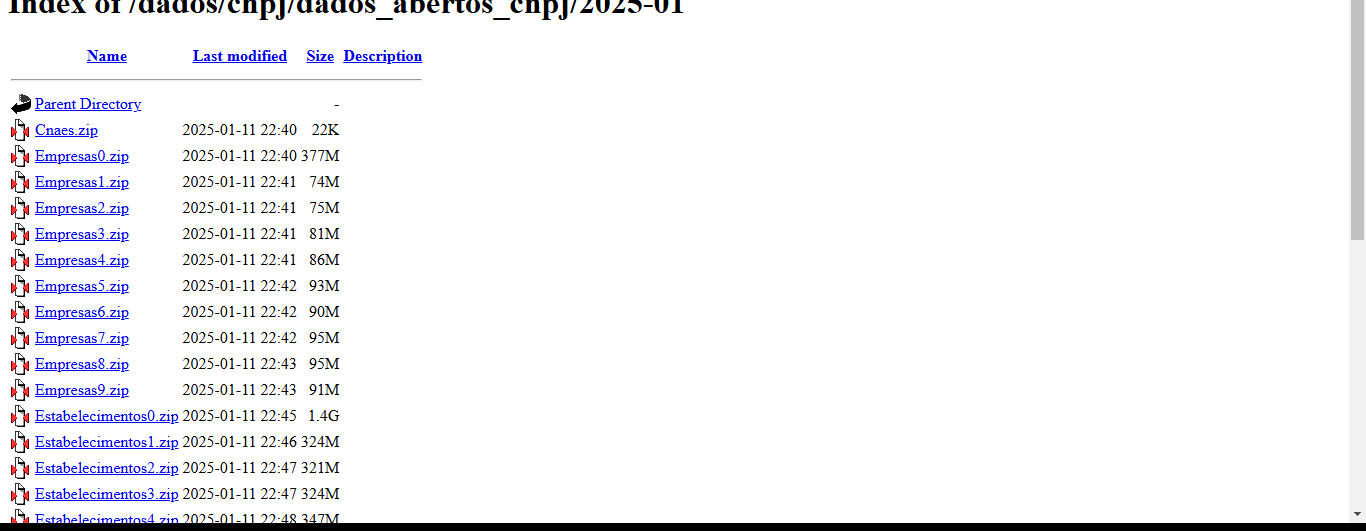 Index of /dados/cnpj/dados_abertos_cnpj/2025-01
Name Last modified Size Description
Parent Directory -
Cnaes.zip 2025-01-11 22:40 22K
Empresas0.zip 2025-01-11 22:40 377M
Empresas1.zip 2025-01-11 22:41 74M
Empresas2.zip 2025-01-11 22:41 75M
Empresas3.zip 2025-01-11 22:41 81M
Empresas4.zip 2025-01-11 22:41 86M
Empresas5.zip 2025-01-11 22:42 93M
Empresas6.zip 2025-01-11 22:42 90M
Empresas7.zip 2025-01-11 22:42 95M
Empresas8.zip 2025-01-11 22:43 95M
Empresas9.zip 2025-01-11 22:43 91M
Estabelecimentos0.zip 2025-01-11 22:45 1.4G
Estabelecimentos1.zip 2025-01-11 22:46 324M
Estabelecimentos2.zip 2025-01-11 22:47 321M
Estabelecimentos3.zip 2025-01-11 22:47 324M
Estabelecimentos4.zip 2025-01-11 22:48 347M